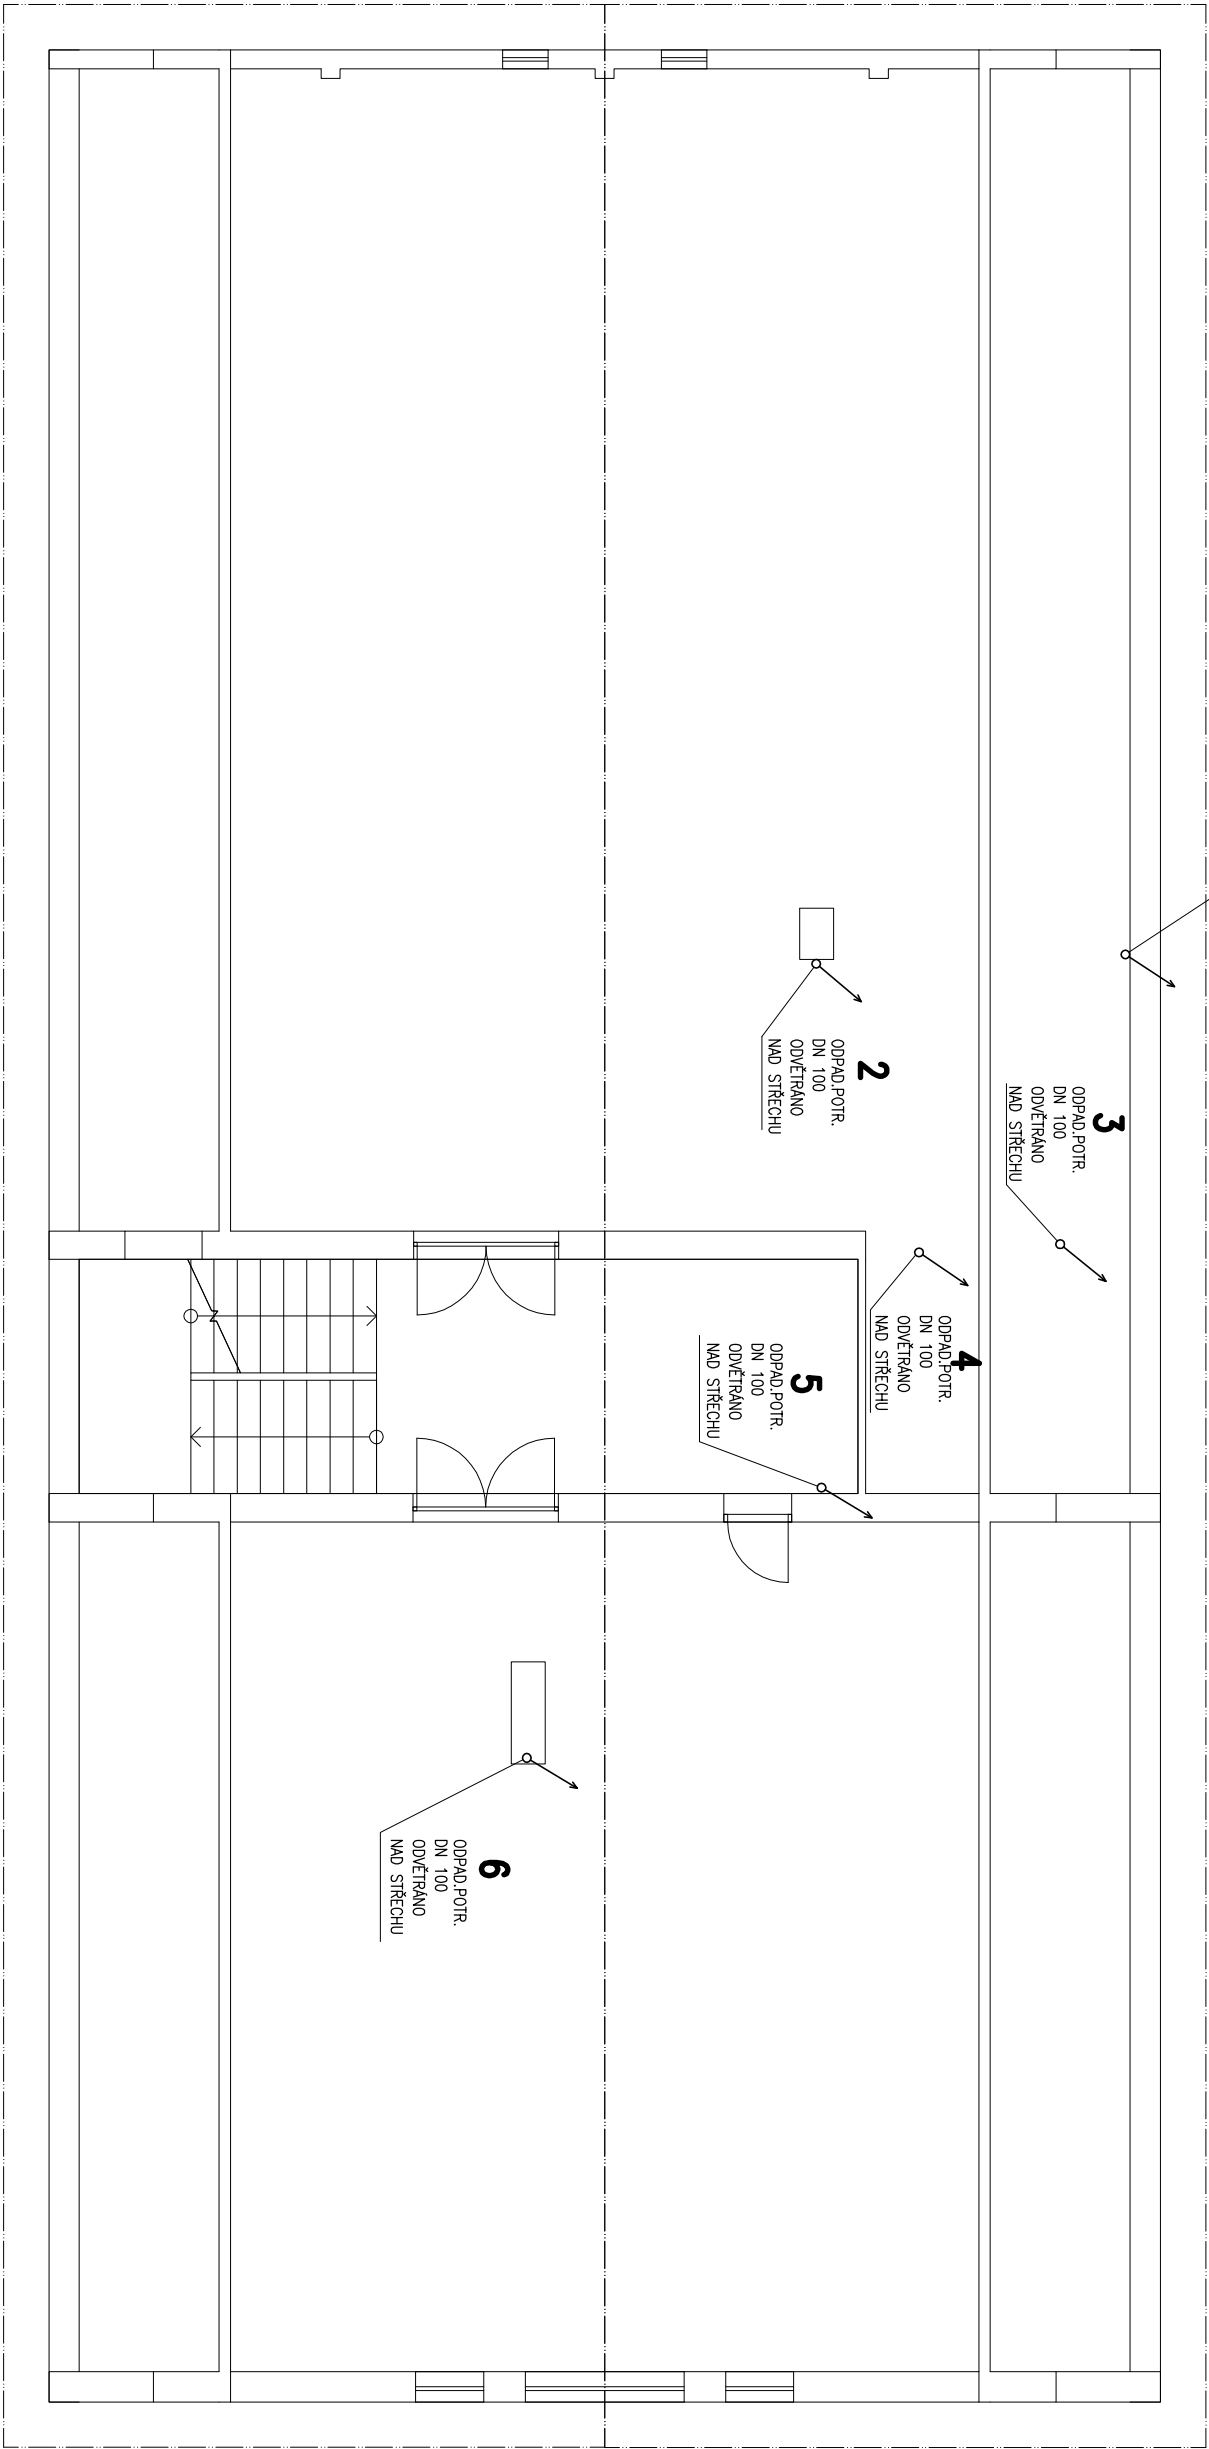 2
ODPAD.POTR.
DN 100
ODVĚTRÁNO
NAD STŘECHU
3
ODPAD.POTR.
DN 100
ODVĚTRÁNO
NAD STŘECHU
4
ODPAD.POTR.
DN 100
ODVĚTRÁNO
NAD STŘECHU
5
ODPAD.POTR.
DN 100
ODVĚTRÁNO
NAD STŘECHU
6
ODPAD.POTR.
DN 100
ODVĚTRÁNO
NAD STŘECHU